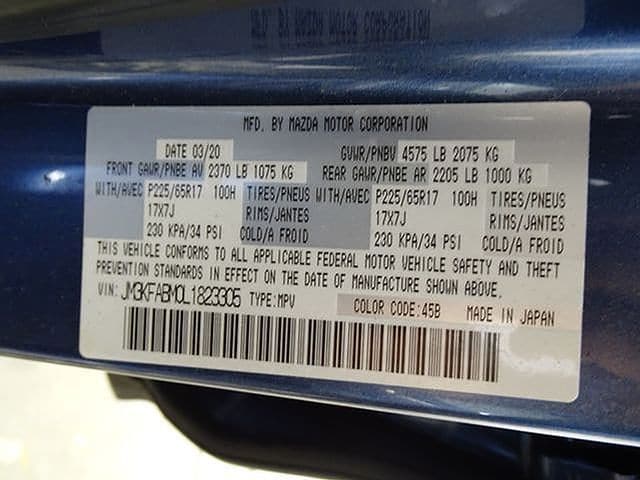 MFD. BY MAZDA MOTOR CORPORATION
DATE 03/20 GVWR/PNBV 4575 LB 2075 KG
FRONT GAWR/PNBE AV 2370 LB 1075 KG REAR GAWR/PNBE AR 2205 LB 1000 KG
WITH/AVEC P225/65R17 100H TIRES/PNEUS WITH/AVEC P225/65R17 100H TIRES/PNEUS
17X7J RIMS/JANTES 17X7J RIMS/JANTES
230 KPA/34 PSI COLD/A FROID 230 KPA/34 PSI COLD/A FROID
THIS VEHICLE CONFORMS TO ALL APPLICABLE FEDERAL MOTOR VEHICLE SAFETY AND THEFT
PREVENTION STANDARDS IN EFFECT ON THE DATE OF MANUFACTURE SHOWN ABOVE.
VIN: JM3KFABM0L1823305 TYPE: MPV COLOR CODE: 45B MADE IN JAPAN